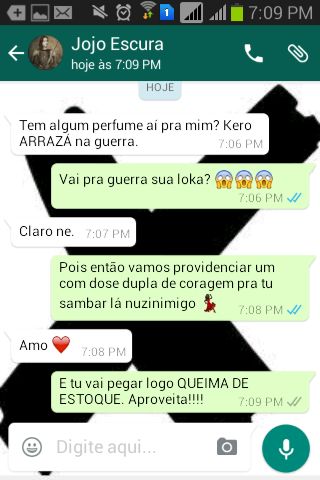 7:09 PM
Jojo Escura
hoje às 7:09 PM
HOJE
Tem algum perfume aí pra mim? Kero
ARRAZÁ na guerra.
7:06 PM
Vai pra guerra sua loka? 😱😱😱
7:06 PM
Claro ne.
7:07 PM
Pois então vamos providenciar um
com dose dupla de coragem pra tu
sambar lá nuzinimigo 💃
7:08 PM
Amo ❤️
7:08 PM
E tu vai pegar logo QUEIMA DE
ESTOQUE. Aproveita!!!!
7:09 PM
Digite aqui...